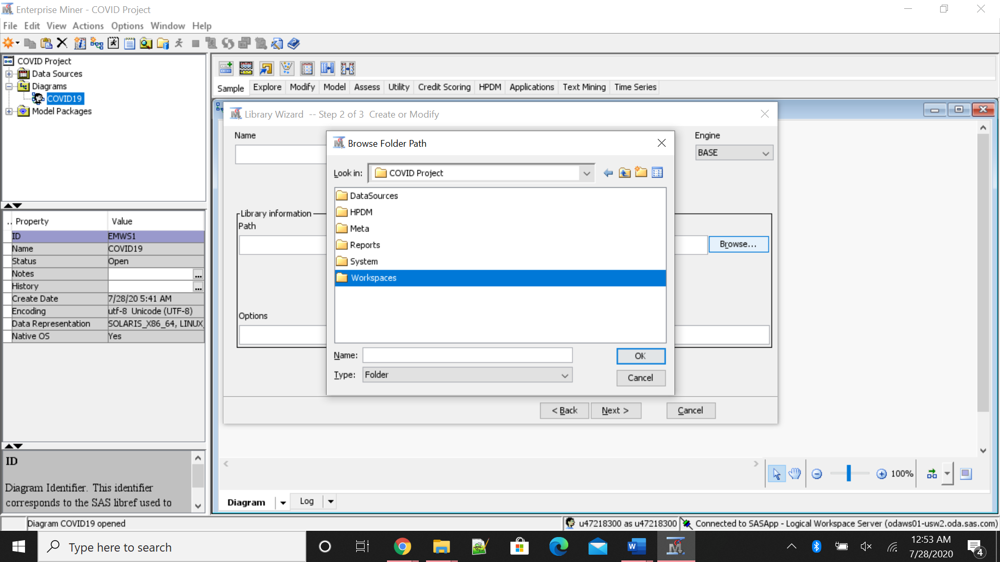 Enterprise Miner - COVID Project
File Edit View Actions Options Window Help
COVID Project
Data Sources
Diagrams
COVID19
Model Packages
Sample Explore Modify Model Assess Utility Credit Scoring HPDM Applications Text Mining Time Series
Library Wizard -- Step 2 of 3 Create or Modify
Name
Engine
BASE
Browse Folder Path
Look in: COVID Project
DataSources
HPDM
Meta
Reports
System
Workspaces
Library information
Path
Browse...
Options
Name:
OK
Type: Folder
Cancel
< Back Next > Cancel
.. Property Value
ID EMWS1
Name COVID19
Status Open
Notes ...
History ...
Create Date 7/28/20 5:41 AM
Encoding utf-8 Unicode (UTF-8)
Data Representation SOLARIS_X86_64, LINUX_
Native OS Yes
ID
Diagram Identifier. This identifier
corresponds to the SAS libref used to
100%
Diagram Log
Diagram COVID19 opened
u47218300 as u47218300 Connected to SASApp - Logical Workspace Server (odaws01-usw2.oda.sas.com)
Type here to search
12:53 AM
7/28/2020
4